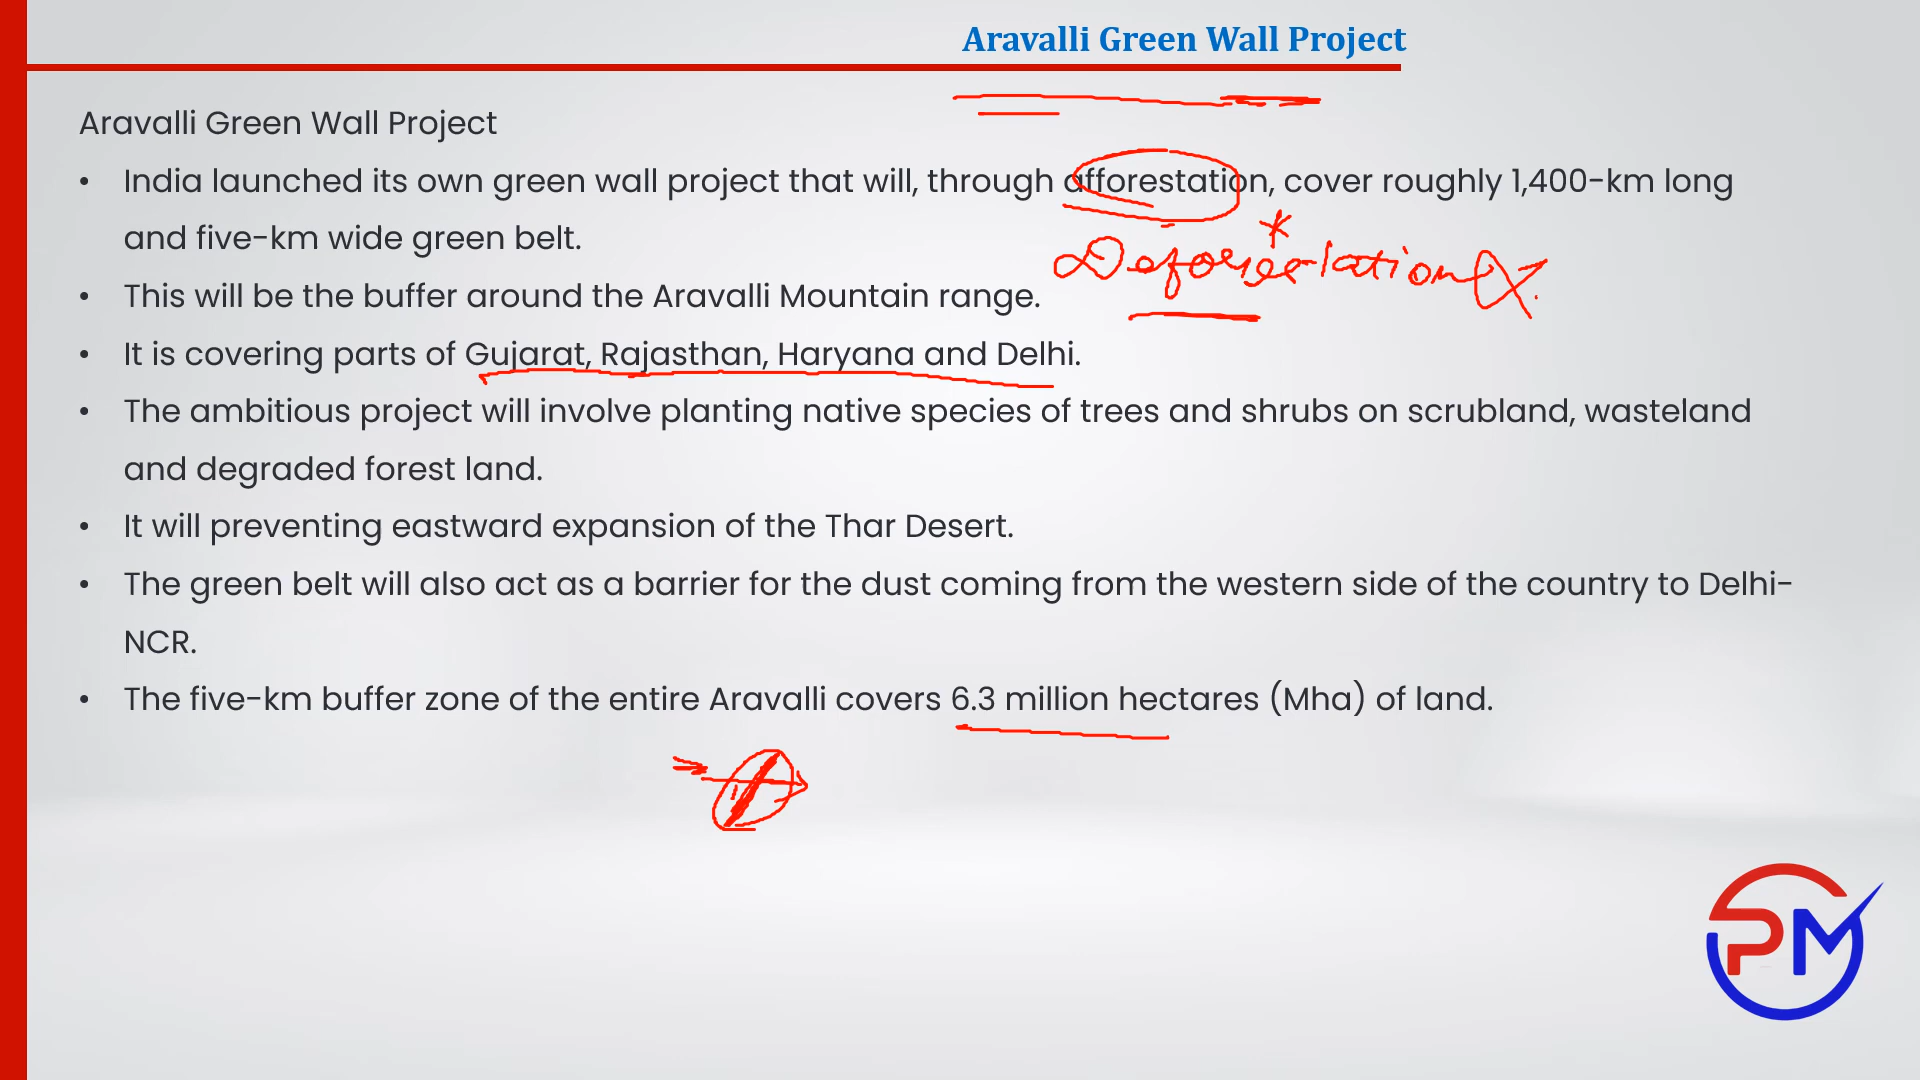 Aravalli Green Wall Project
Aravalli Green Wall Project
• India launched its own green wall project that will, through afforestation, cover roughly 1,400-km long
and five-km wide green belt.
Deforestation
• This will be the buffer around the Aravalli Mountain range.
• It is covering parts of Gujarat, Rajasthan, Haryana and Delhi.
• The ambitious project will involve planting native species of trees and shrubs on scrubland, wasteland
and degraded forest land.
• It will preventing eastward expansion of the Thar Desert.
• The green belt will also act as a barrier for the dust coming from the western side of the country to Delhi-
NCR.
• The five-km buffer zone of the entire Aravalli covers 6.3 million hectares (Mha) of land.
PM